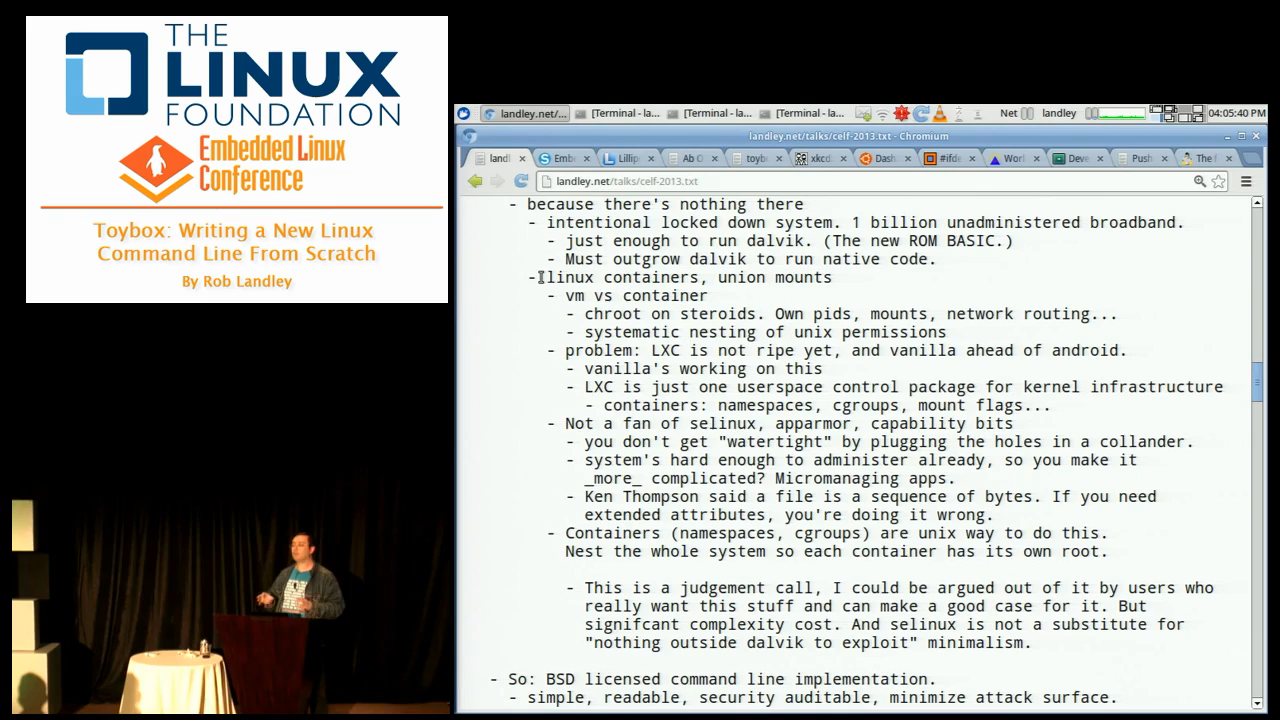 THE
LINUX
FOUNDATION
Embedded Linux
Conference
Toybox: Writing a New Linux
Command Line From Scratch
By Rob Landley
landley.net/...
[Terminal - la...
[Terminal - la...
[Terminal - la...
Net
landley
04:05:40 PM
landley.net/talks/celf-2013.txt - Chromium
landl
Embe
Lillip
Ab O
toyb
xkcd
Dash
#ifde
Worl
Deve
Push
The f
landley.net/talks/celf-2013.txt
- because there's nothing there
- intentional locked down system. 1 billion unadministered broadband.
- just enough to run dalvik. (The new ROM BASIC.)
- Must outgrow dalvik to run native code.
- linux containers, union mounts
- vm vs container
- chroot on steroids. Own pids, mounts, network routing...
- systematic nesting of unix permissions
- problem: LXC is not ripe yet, and vanilla ahead of android.
- vanilla's working on this
- LXC is just one userspace control package for kernel infrastructure
- containers: namespaces, cgroups, mount flags...
- Not a fan of selinux, apparmor, capability bits
- you don't get "watertight" by plugging the holes in a collander.
- system's hard enough to administer already, so you make it
_more_ complicated? Micromanaging apps.
- Ken Thompson said a file is a sequence of bytes. If you need
extended attributes, you're doing it wrong.
- Containers (namespaces, cgroups) are unix way to do this.
Nest the whole system so each container has its own root.
- This is a judgement call, I could be argued out of it by users who
really want this stuff and can make a good case for it. But
signifcant complexity cost. And selinux is not a substitute for
"nothing outside dalvik to exploit" minimalism.
- So: BSD licensed command line implementation.
- simple, readable, security auditable, minimize attack surface.